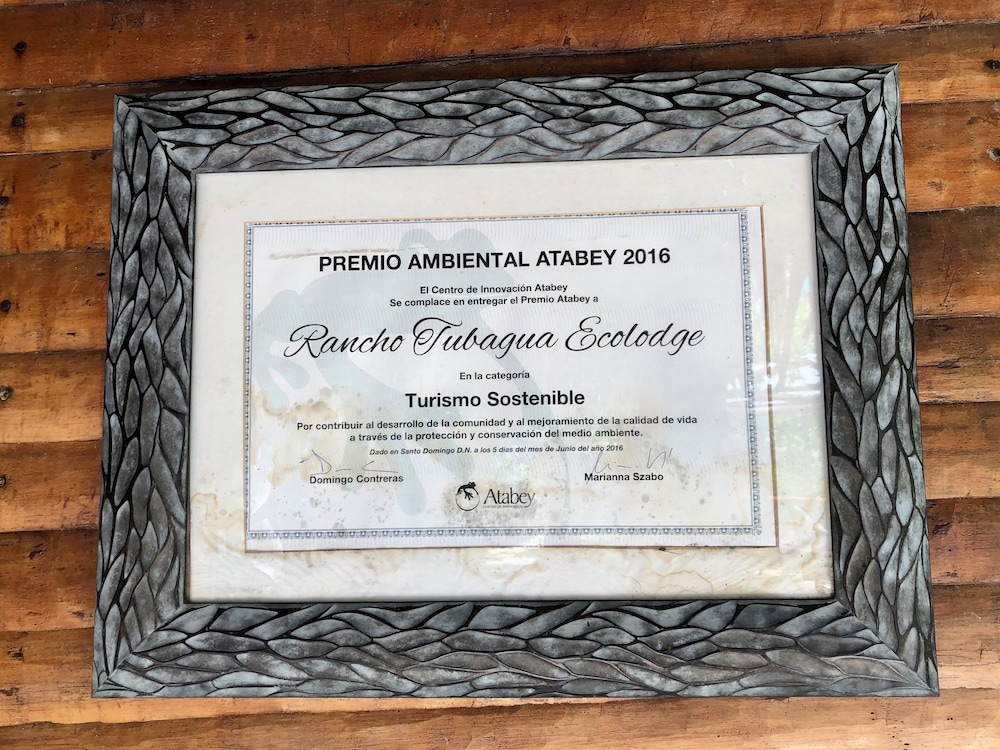 PREMIO AMBIENTAL ATABEY 2016
El Centro de Innovación Atabey
Se complace en entregar el Premio Atabey a
Rancho Tubagua Ecolodge
En la categoría
Turismo Sostenible
Por contribuir al desarrollo de la comunidad y al mejoramiento de la calidad de vida
a través de la protección y conservación del medio ambiente.
Dado en Santo Domingo D.N. a los 5 días del mes de Junio del año 2016
Domingo Contreras
Marianna Szabo
Atabey